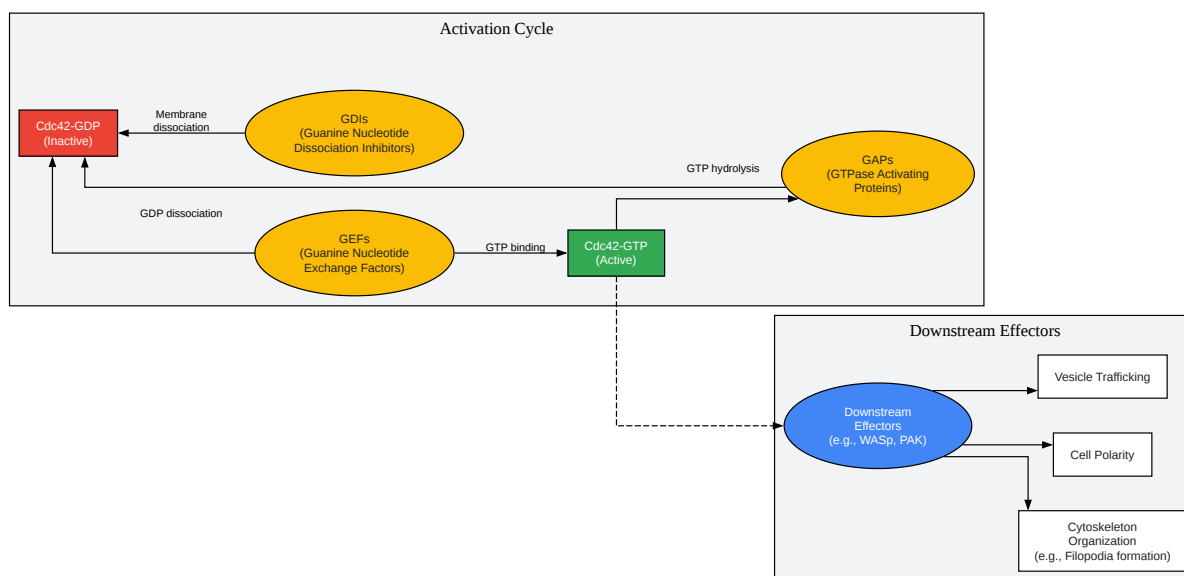 Activation Cycle
Cdc42-GDP
(Inactive)
Membrane
dissociation
GDIs
(Guanine Nucleotide
Dissociation Inhibitors)
GTP hydrolysis
GAPs
(GTPase Activating
Proteins)
GDP dissociation
GEFs
(Guanine Nucleotide
Exchange Factors)
GTP binding
Cdc42-GTP
(Active)
Downstream Effectors
Vesicle Trafficking
Downstream
Effectors
(e.g., WASp, PAK)
Cell Polarity
Cytoskeleton
Organization
(e.g., Filopodia formation)